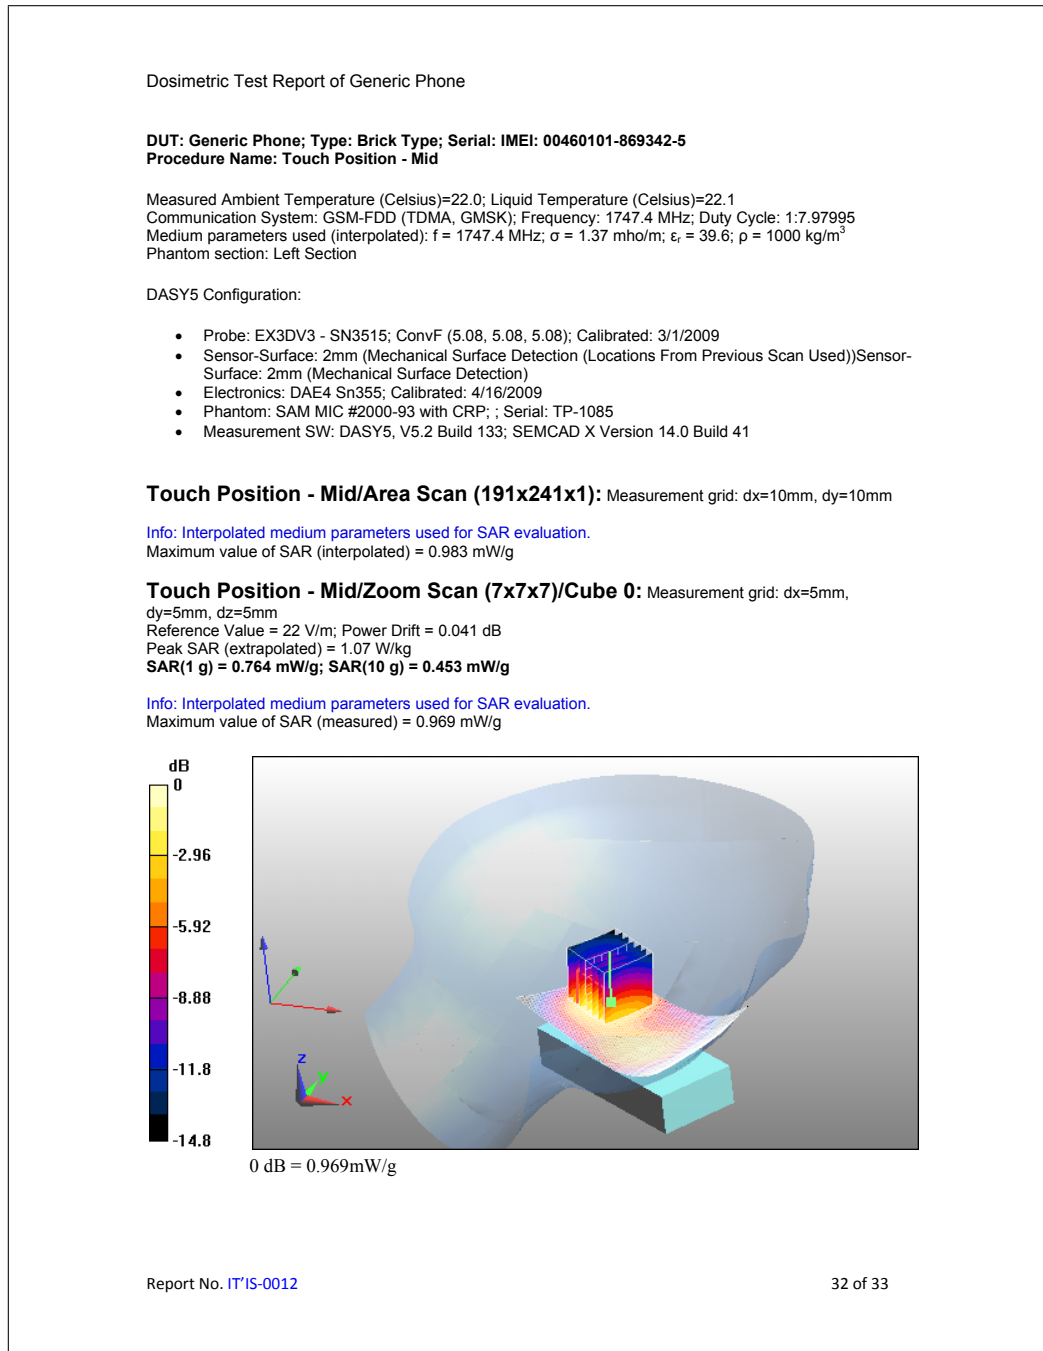 Dosimetric Test Report of Generic Phone
DUT: Generic Phone; Type: Brick Type; Serial: IMEI: 00460101-869342-5
Procedure Name: Touch Position - Mid
Measured Ambient Temperature (Celsius)=22.0; Liquid Temperature (Celsius)=22.1
Communication System: GSM-FDD (TDMA, GMSK); Frequency: 1747.4 MHz; Duty Cycle: 1:7.97995
Medium parameters used (interpolated): f = 1747.4 MHz; σ = 1.37 mho/m; εr = 39.6; ρ = 1000 kg/m³
Phantom section: Left Section
DASY5 Configuration:
• Probe: EX3DV3 - SN3515; ConvF (5.08, 5.08, 5.08); Calibrated: 3/1/2009
• Sensor-Surface: 2mm (Mechanical Surface Detection (Locations From Previous Scan Used))Sensor-
Surface: 2mm (Mechanical Surface Detection)
• Electronics: DAE4 Sn355; Calibrated: 4/16/2009
• Phantom: SAM MIC #2000-93 with CRP; ; Serial: TP-1085
• Measurement SW: DASY5, V5.2 Build 133; SEMCAD X Version 14.0 Build 41
Touch Position - Mid/Area Scan (191x241x1): Measurement grid: dx=10mm, dy=10mm
Info: Interpolated medium parameters used for SAR evaluation.
Maximum value of SAR (interpolated) = 0.983 mW/g
Touch Position - Mid/Zoom Scan (7x7x7)/Cube 0: Measurement grid: dx=5mm,
dy=5mm, dz=5mm
Reference Value = 22 V/m; Power Drift = 0.041 dB
Peak SAR (extrapolated) = 1.07 W/kg
SAR(1 g) = 0.764 mW/g; SAR(10 g) = 0.453 mW/g
Info: Interpolated medium parameters used for SAR evaluation.
Maximum value of SAR (measured) = 0.969 mW/g
dB
0
-2.96
-5.92
-8.88
-11.8
-14.8
Z
Y
X
0 dB = 0.969mW/g
Report No. IT'IS-0012 32 of 33